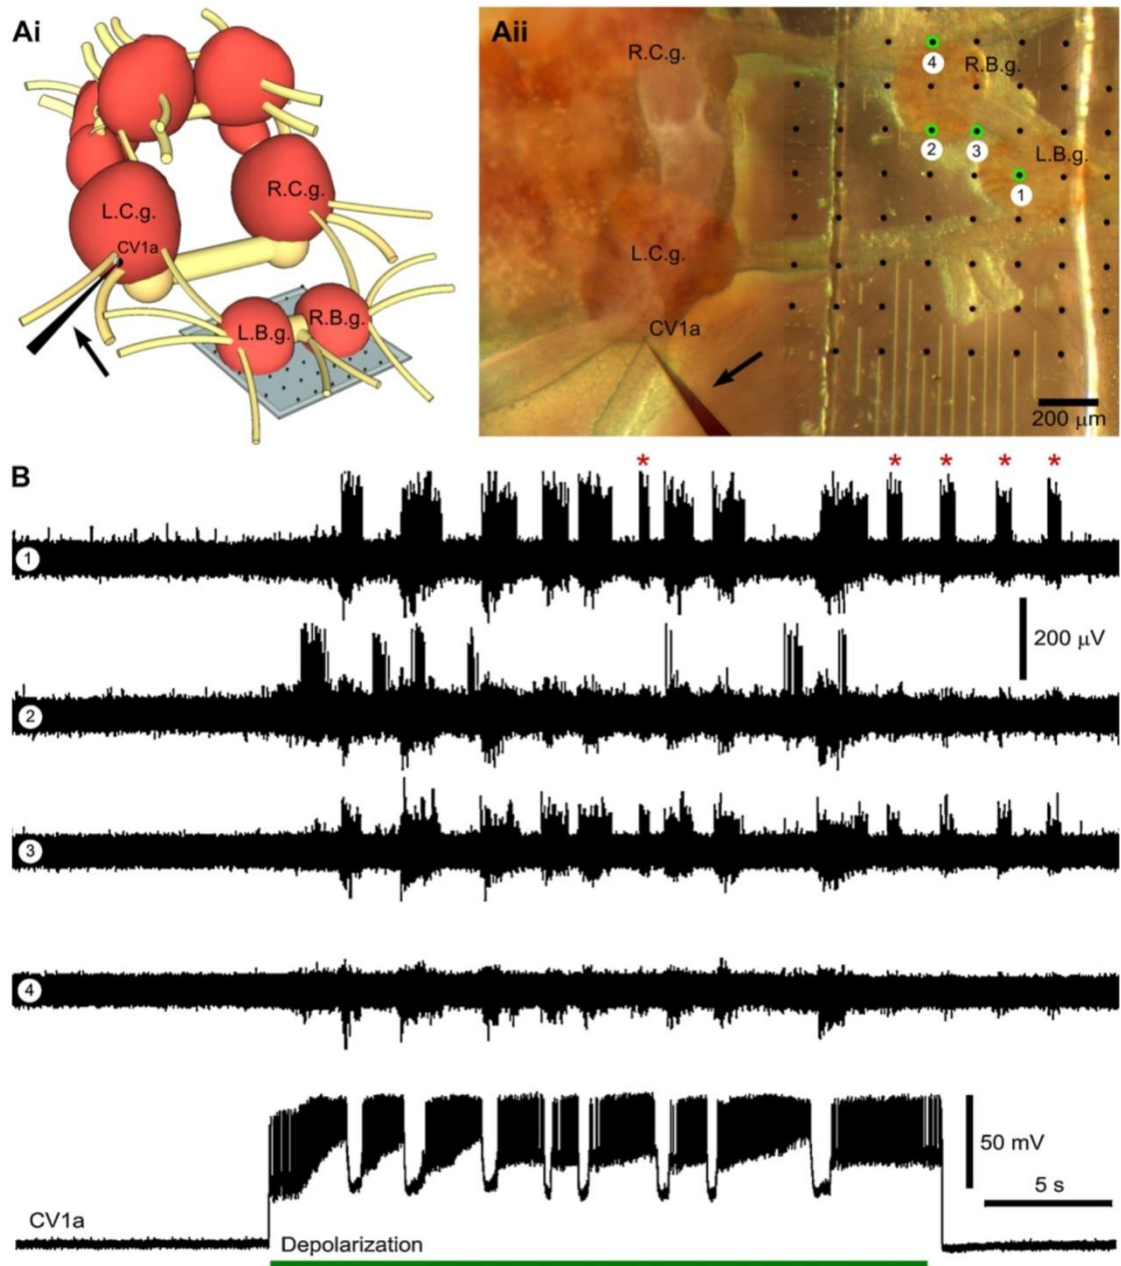 Ai
R.C.g.
L.C.g.
CV1a
L.B.g.
R.B.g.
Aii
R.C.g.
4
R.B.g.
2
3
L.B.g.
1
L.C.g.
CV1a
200 μm
B
* * * * *
1
200 μV
2
3
4
50 mV
5 s
CV1a
Depolarization